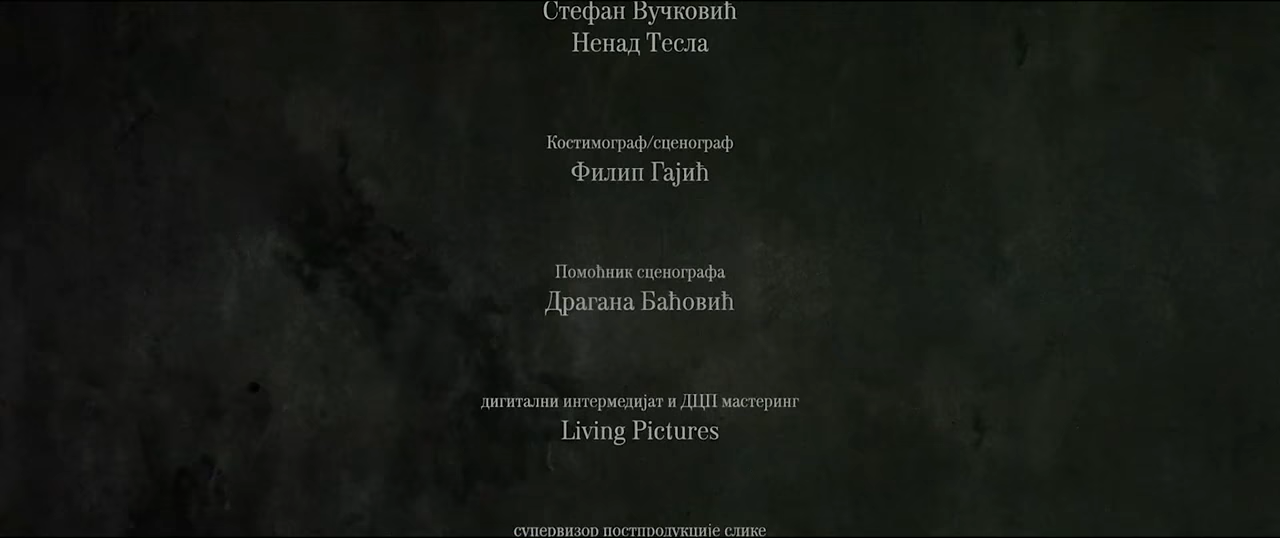 Стефан Вучковић
Ненад Тесла
Костимограф/сценограф
Филип Гајић
Помоћник сценографа
Драгана Баћовић
дигитални интермедијат и ДЦП мастеринг
Living Pictures
супервизор постпродукције слике